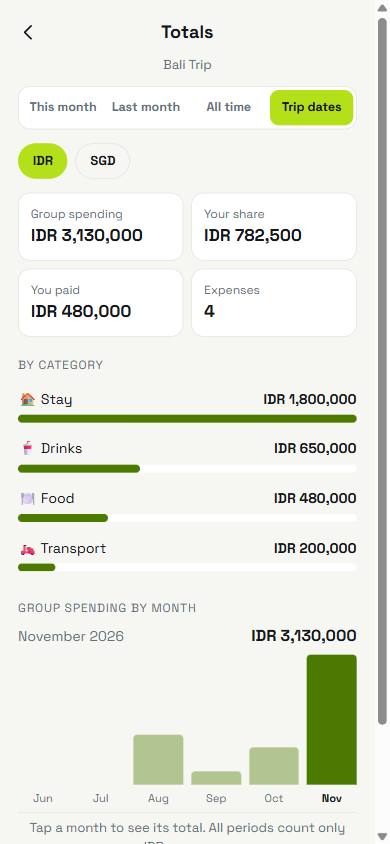 Totals
Bali Trip
This month Last month All time Trip dates
IDR SGD
Group spending Your share
IDR 3,130,000 IDR 782,500
You paid Expenses
IDR 480,000 4
BY CATEGORY
Stay IDR 1,800,000
Drinks IDR 650,000
Food IDR 480,000
Transport IDR 200,000
GROUP SPENDING BY MONTH
November 2026 IDR 3,130,000
Jun Jul Aug Sep Oct Nov
Tap a month to see its total. All periods count only